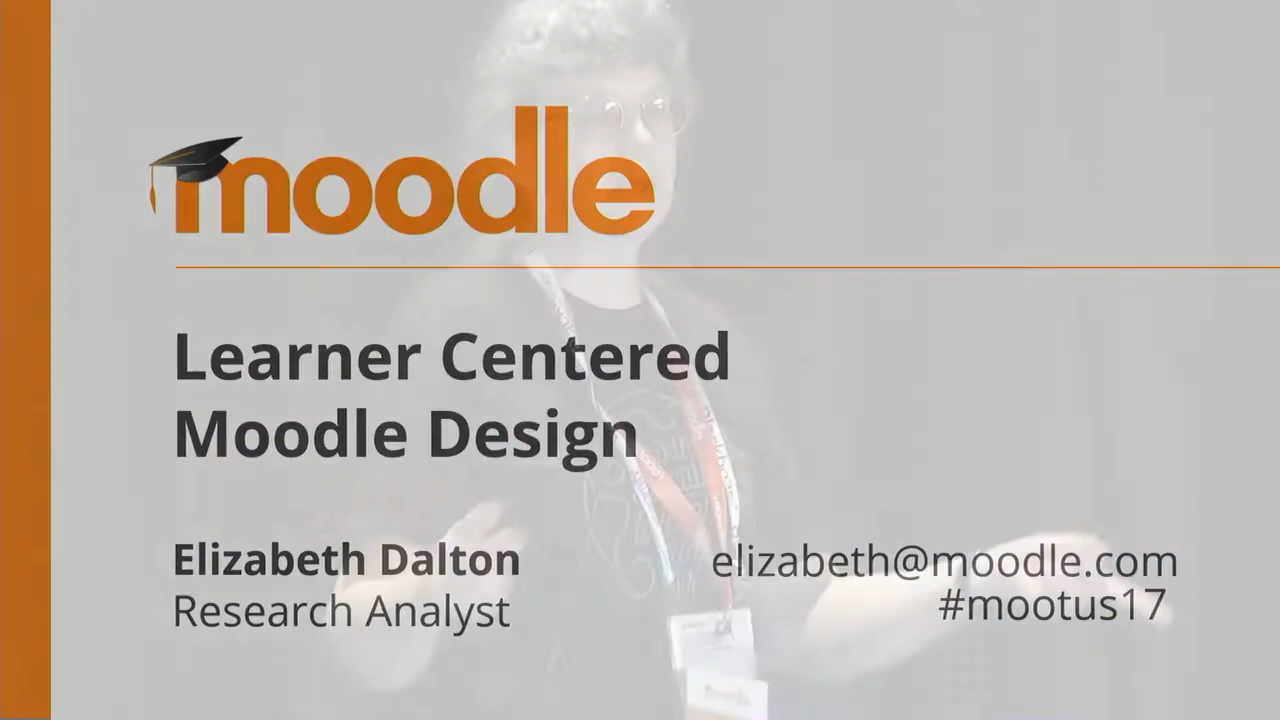 moodle
Learner Centered
Moodle Design
Elizabeth Dalton
Research Analyst
elizabeth@moodle.com
#mootus17